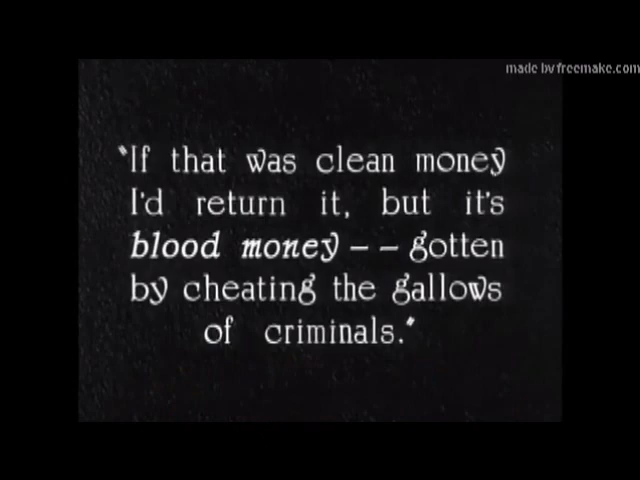 made by freemake.com
"If that was clean money
I'd return it, but it's
blood money -- gotten
by cheating the gallows
of criminals."